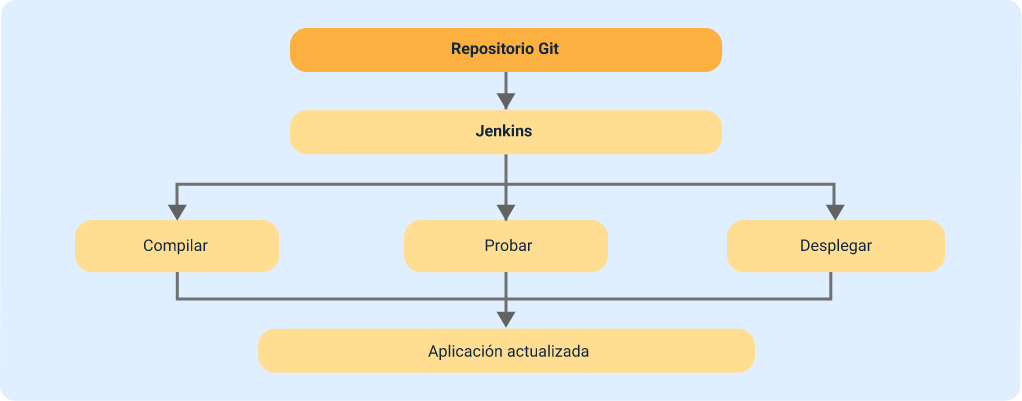 Repositorio Git
Jenkins
Compilar
Probar
Desplegar
Aplicación actualizada